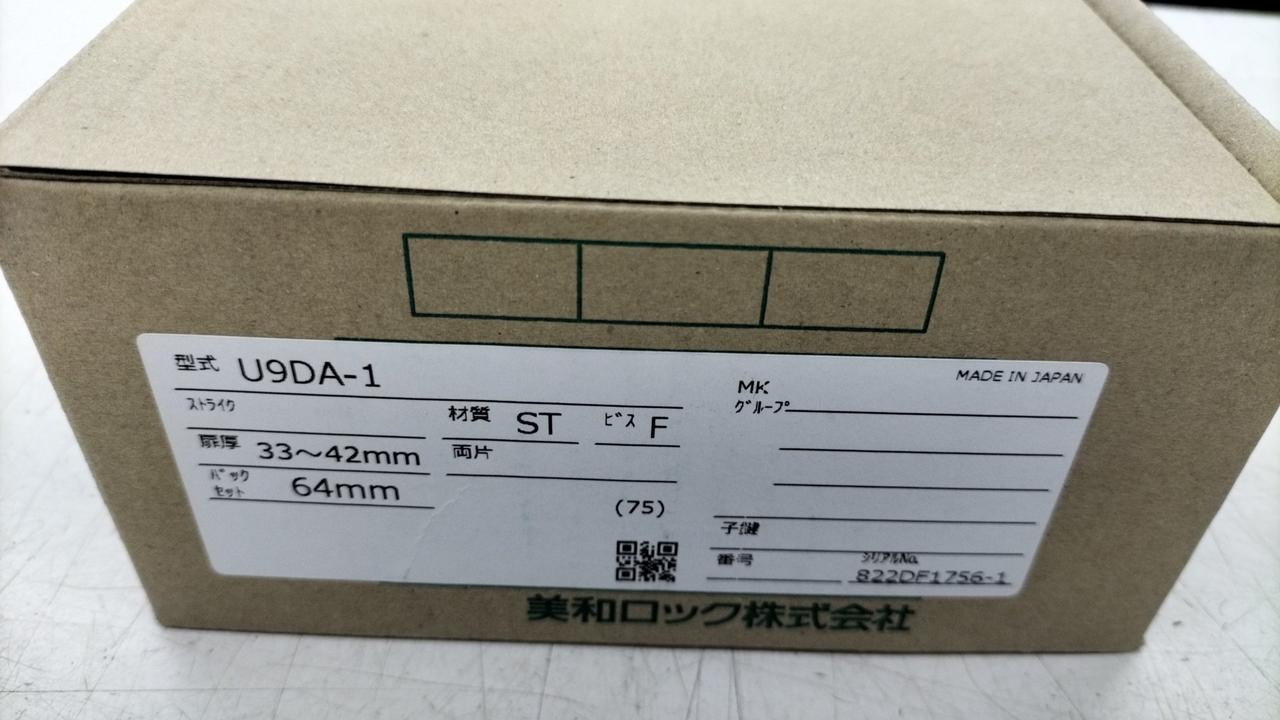 型式 U9DA-1
MADE IN JAPAN
ストライク
材質 ST
ビス F
MK
グループ
扉厚 33～42mm
両片
バックセット 64mm
(75)
子鍵
番号
シリアルNo.
822DF1756-1
美和ロック株式会社